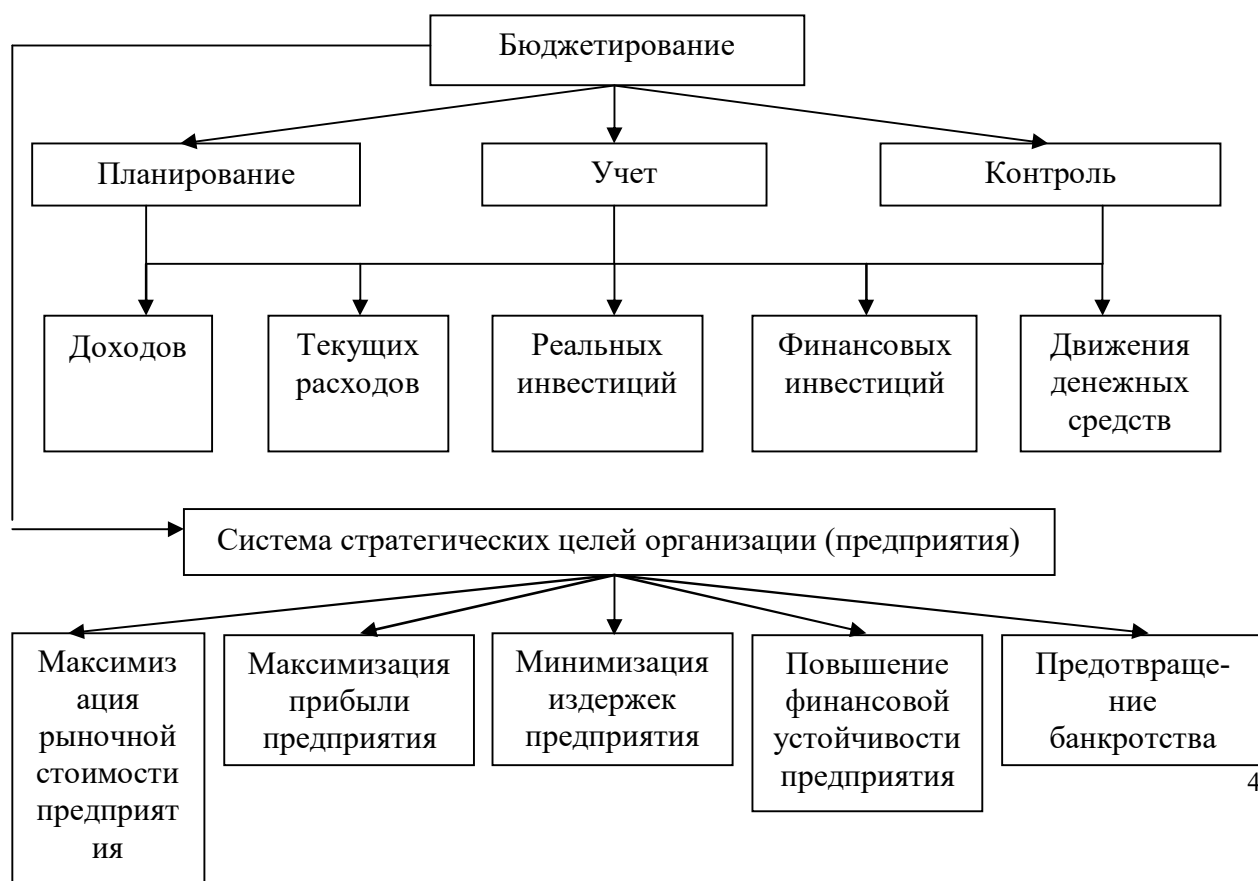 Бюджетирование
Планирование
Учет
Контроль
Доходов
Текущих
расходов
Реальных
инвестиций
Финансовых
инвестиций
Движения
денежных
средств
Система стратегических целей организации (предприятия)
Максимиз
ация
рыночной
стоимости
предприят
ия
Максимизация
прибыли
предприятия
Минимизация
издержек
предприятия
Повышение
финансовой
устойчивости
предприятия
Предотвраще-
ние
банкротства
4